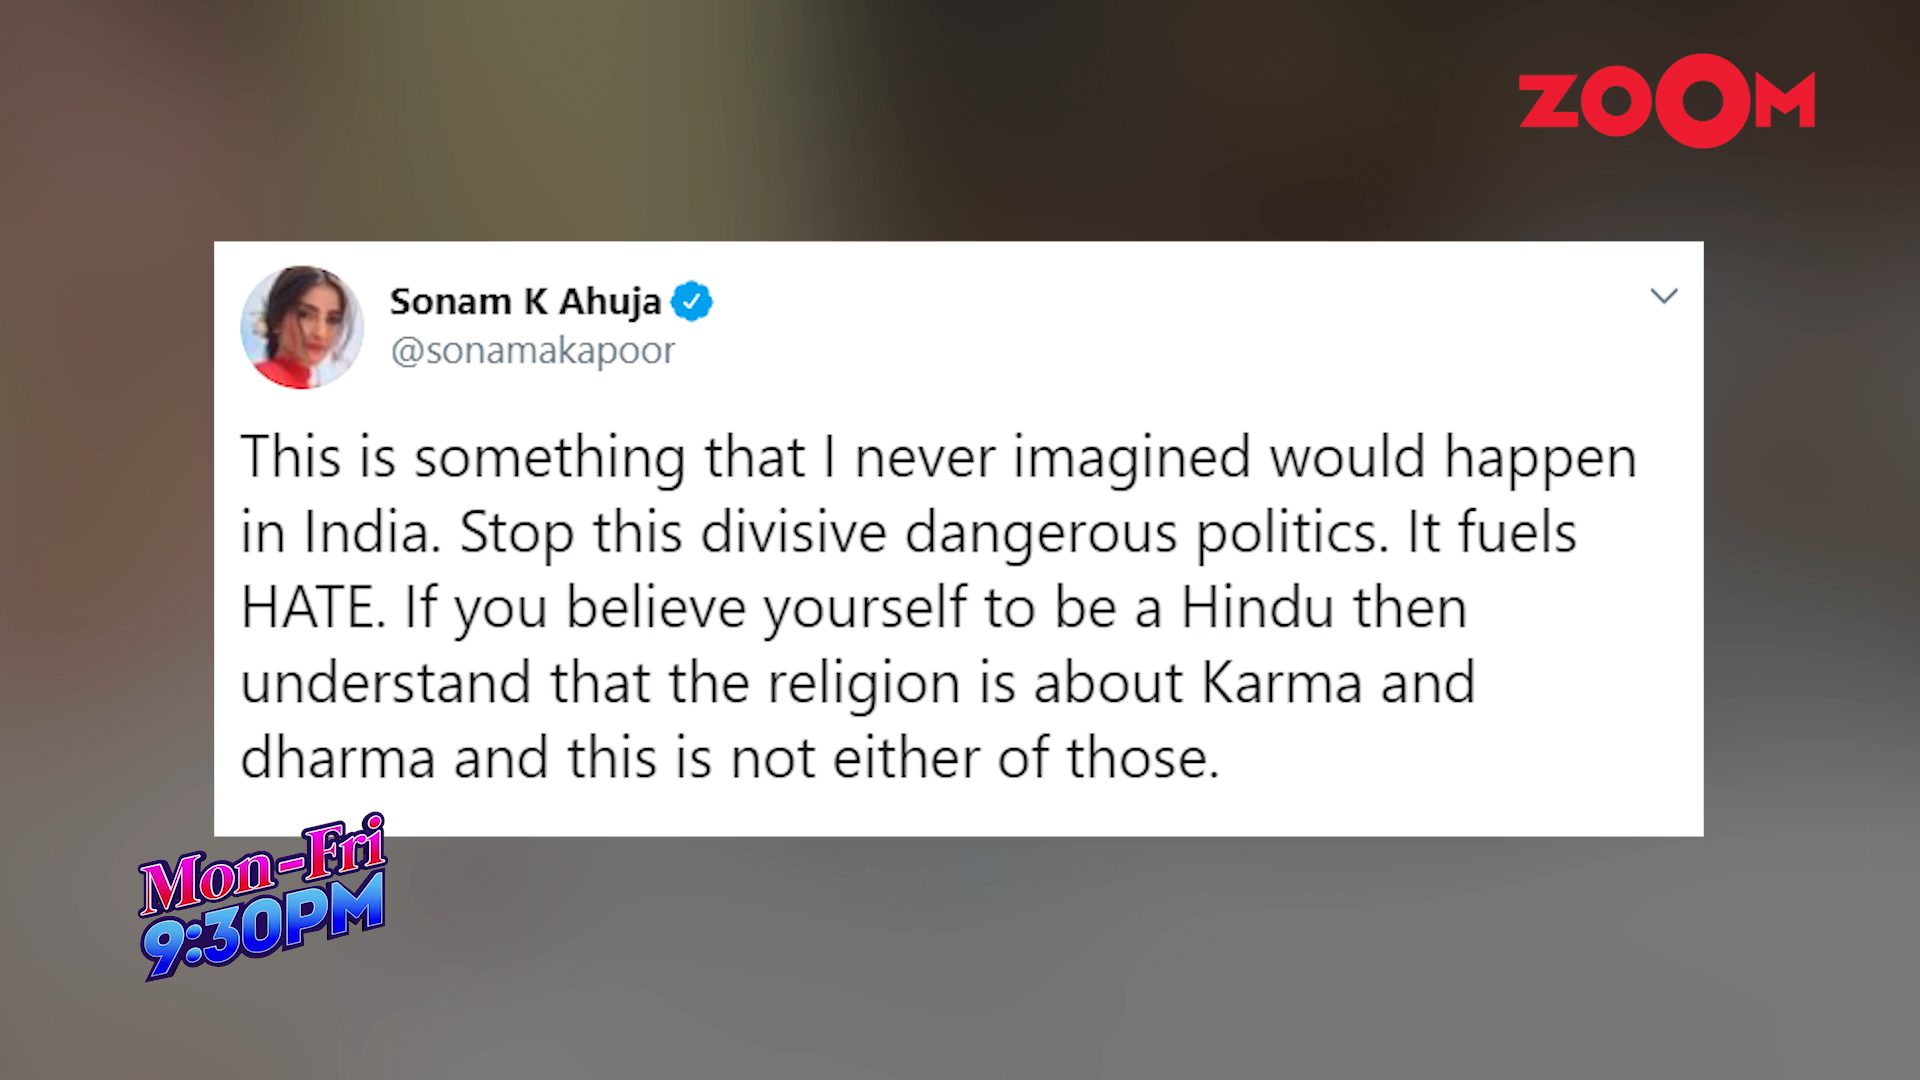 ZOOM
Sonam K Ahuja
@sonamakapoor
This is something that I never imagined would happen
in India. Stop this divisive dangerous politics. It fuels
HATE. If you believe yourself to be a Hindu then
understand that the religion is about Karma and
dharma and this is not either of those.
Mon-Fri
9:30PM